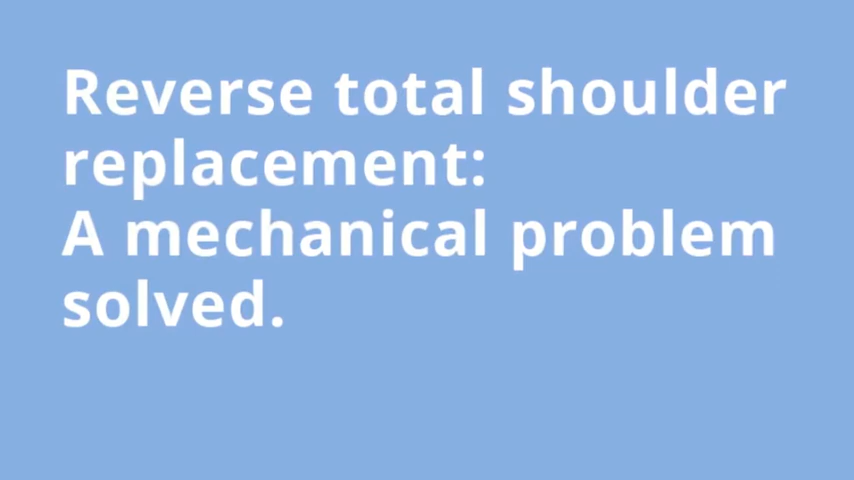 Reverse total shoulder
replacement:
A mechanical problem
solved.